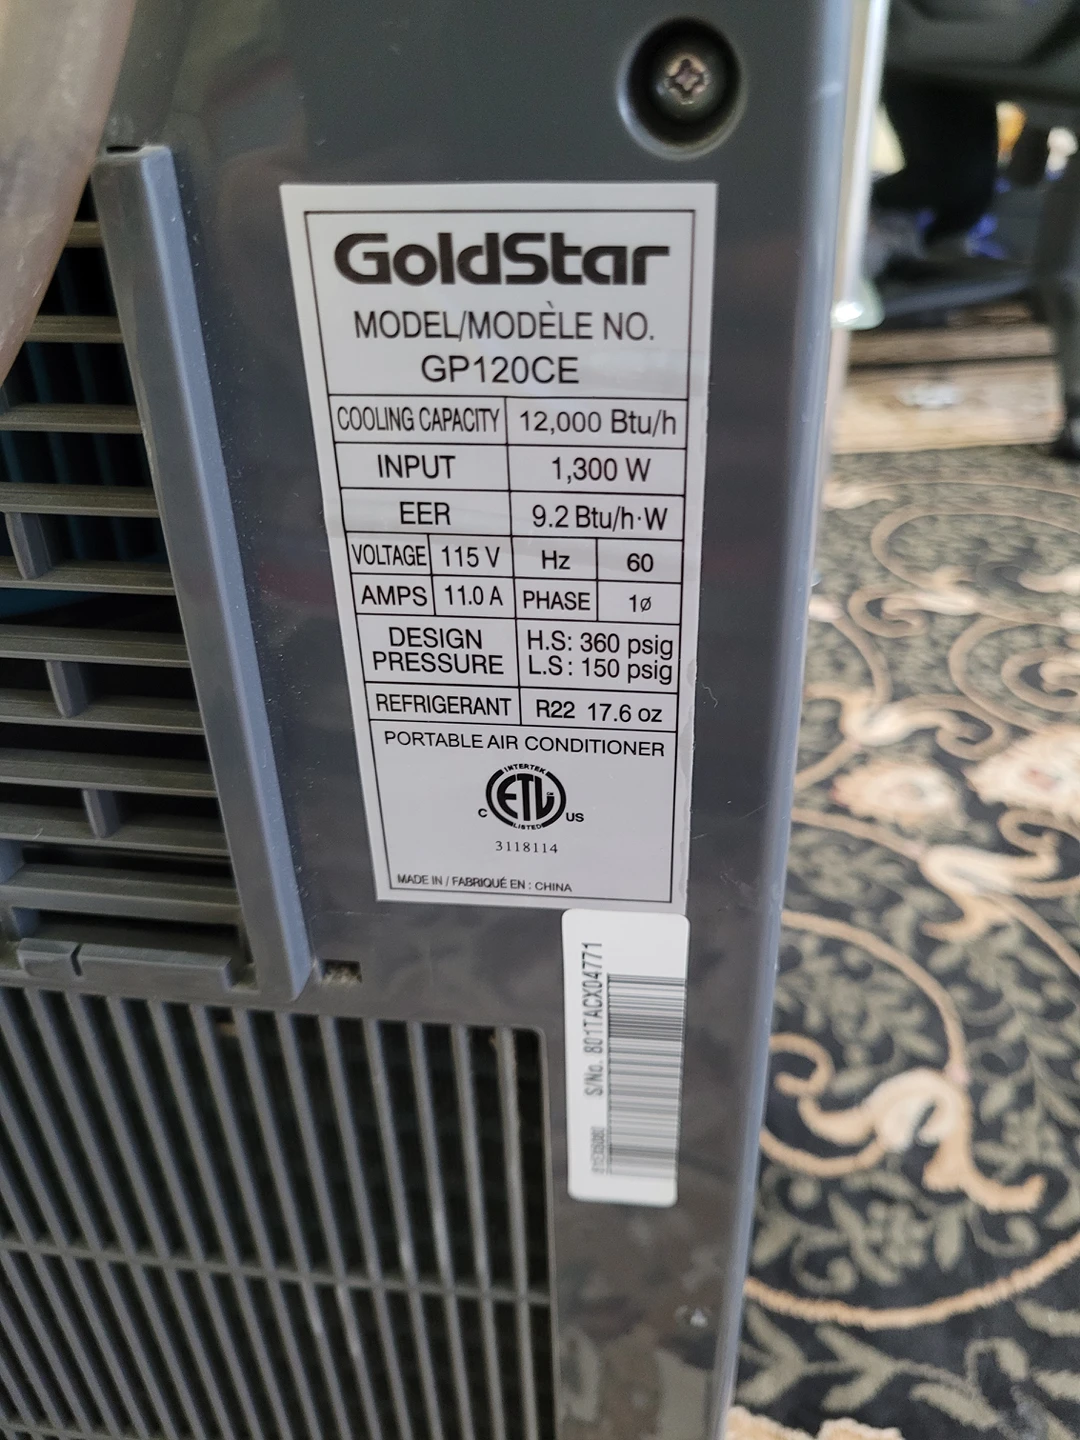 GoldStar
MODEL/MODÈLE NO.
GP120CE
COOLING CAPACITY 12,000 Btu/h
INPUT 1,300 W
EER 9.2 Btu/h·W
VOLTAGE 115 V Hz 60
AMPS 11.0 A PHASE 1ø
DESIGN PRESSURE H.S: 360 psig
L.S: 150 psig
REFRIGERANT R22 17.6 oz
PORTABLE AIR CONDITIONER
INTERTEK
C ETL CM US
LISTED
3118114
MADE IN / FABRIQUÉ EN : CHINA
S/No. 801TACX04771